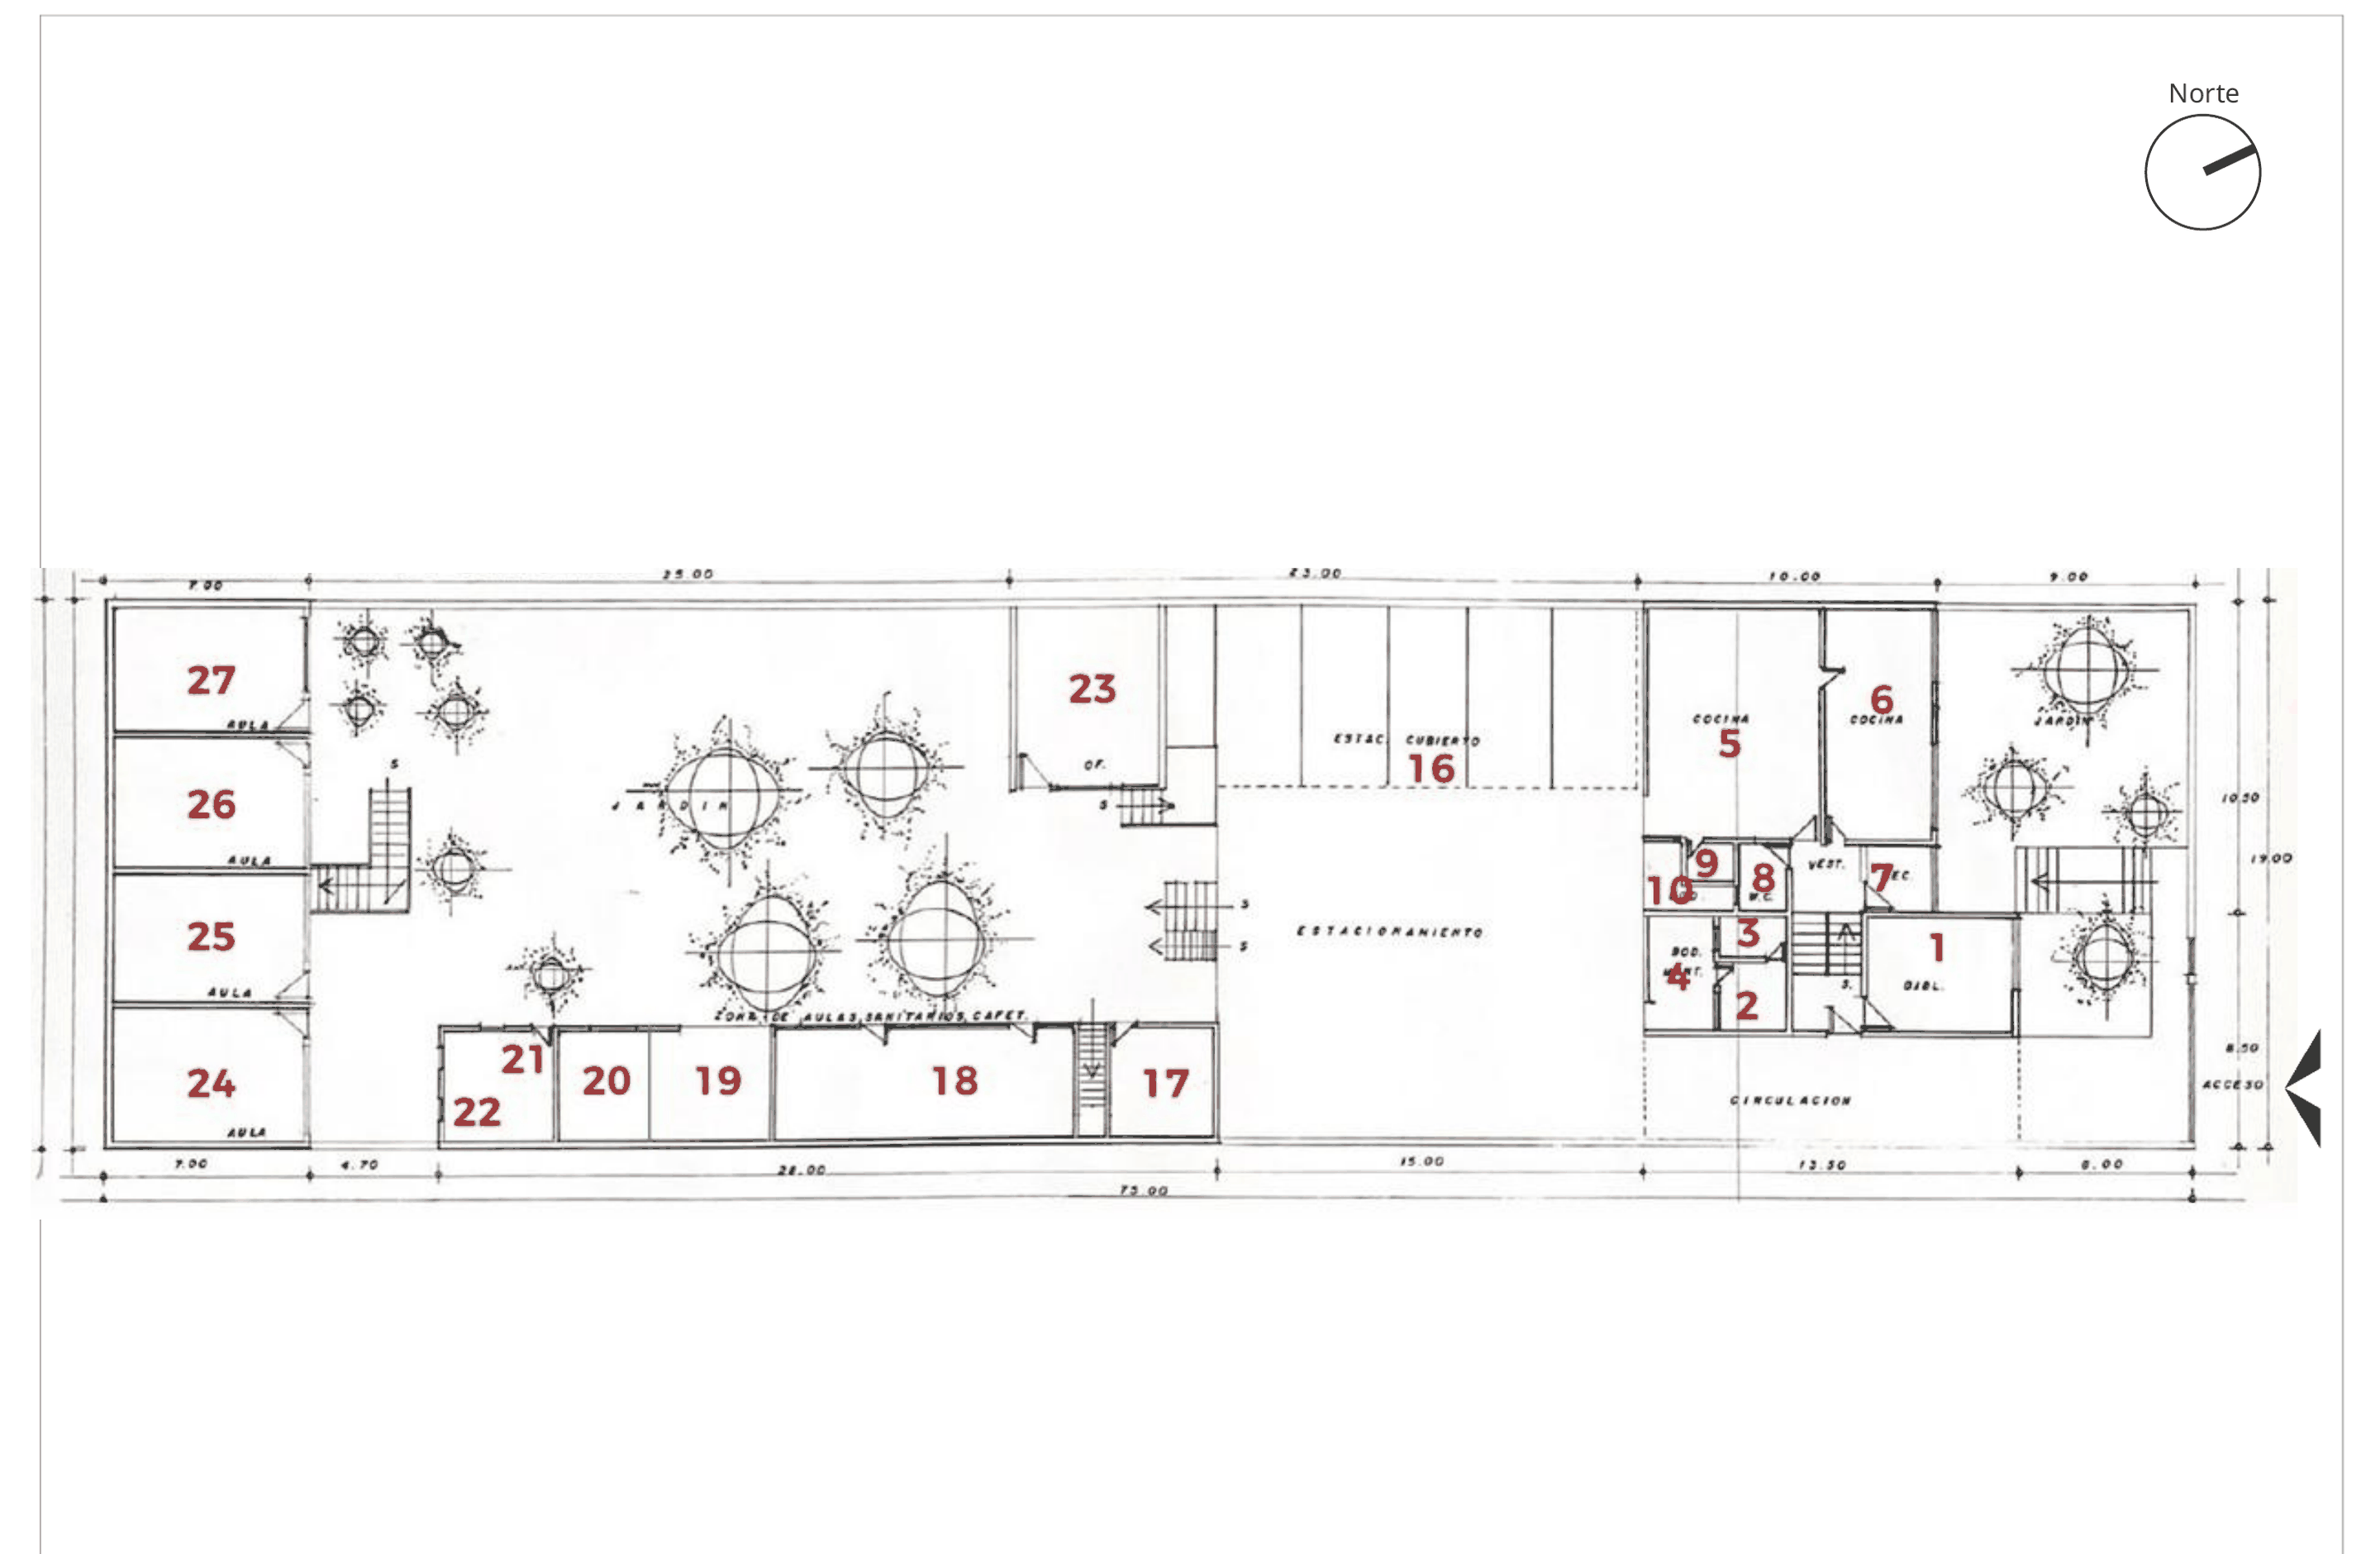 Norte
7.00
25.00
23.00
10.00
9.00
27
AULA
26
AULA
25
AULA
24
AULA
S
JARDIN
23
OF.
S
ESTAC. CUBIERTO
16
COCINA
5
6
COCINA
JARDIN
10.50
19.00
9
10
8
W.C.
VEST.
7
S
S
ESTACIONAMIENTO
3
BOD.
4
2
S.
1
BIBL.
ZONA DE AULAS, SANITARIOS, CAFET.
21
22
20
19
18
17
CIRCULACION
8.50
ACCESO
7.00
4.70
28.00
15.00
13.50
6.00
75.00